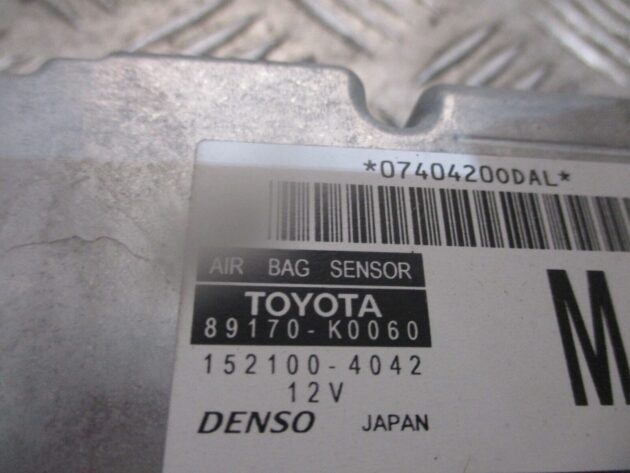 *07404200DAL*
AIR BAG SENSOR
TOYOTA
89170-K0060
M
152100-4042
12V
DENSO JAPAN